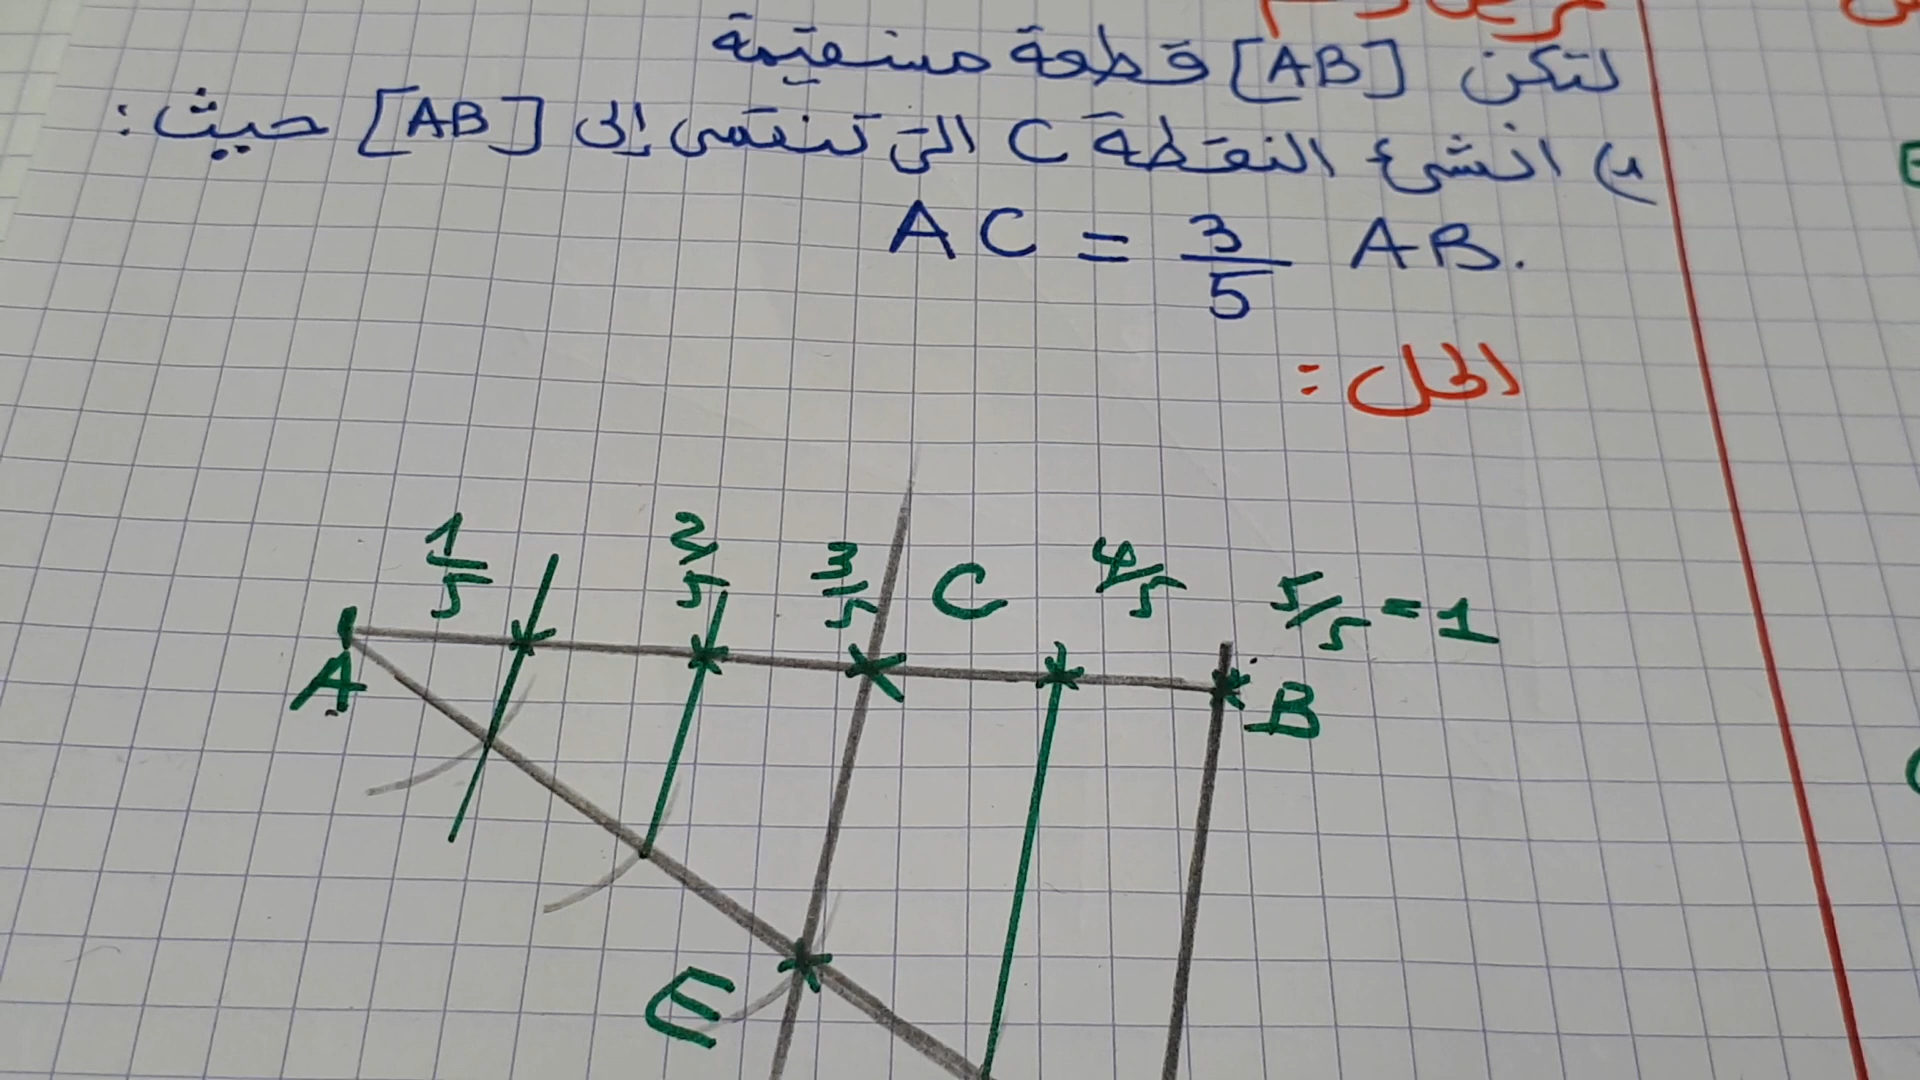 لتكن [AB] قطعة مستقيمة
انشئ النقطة C التي تنتمي إلى [AB] حيث:
AC = 3/5 AB.
الحل:
1/5 2/5 3/5 C 4/5 5/5 = 1
A B
E